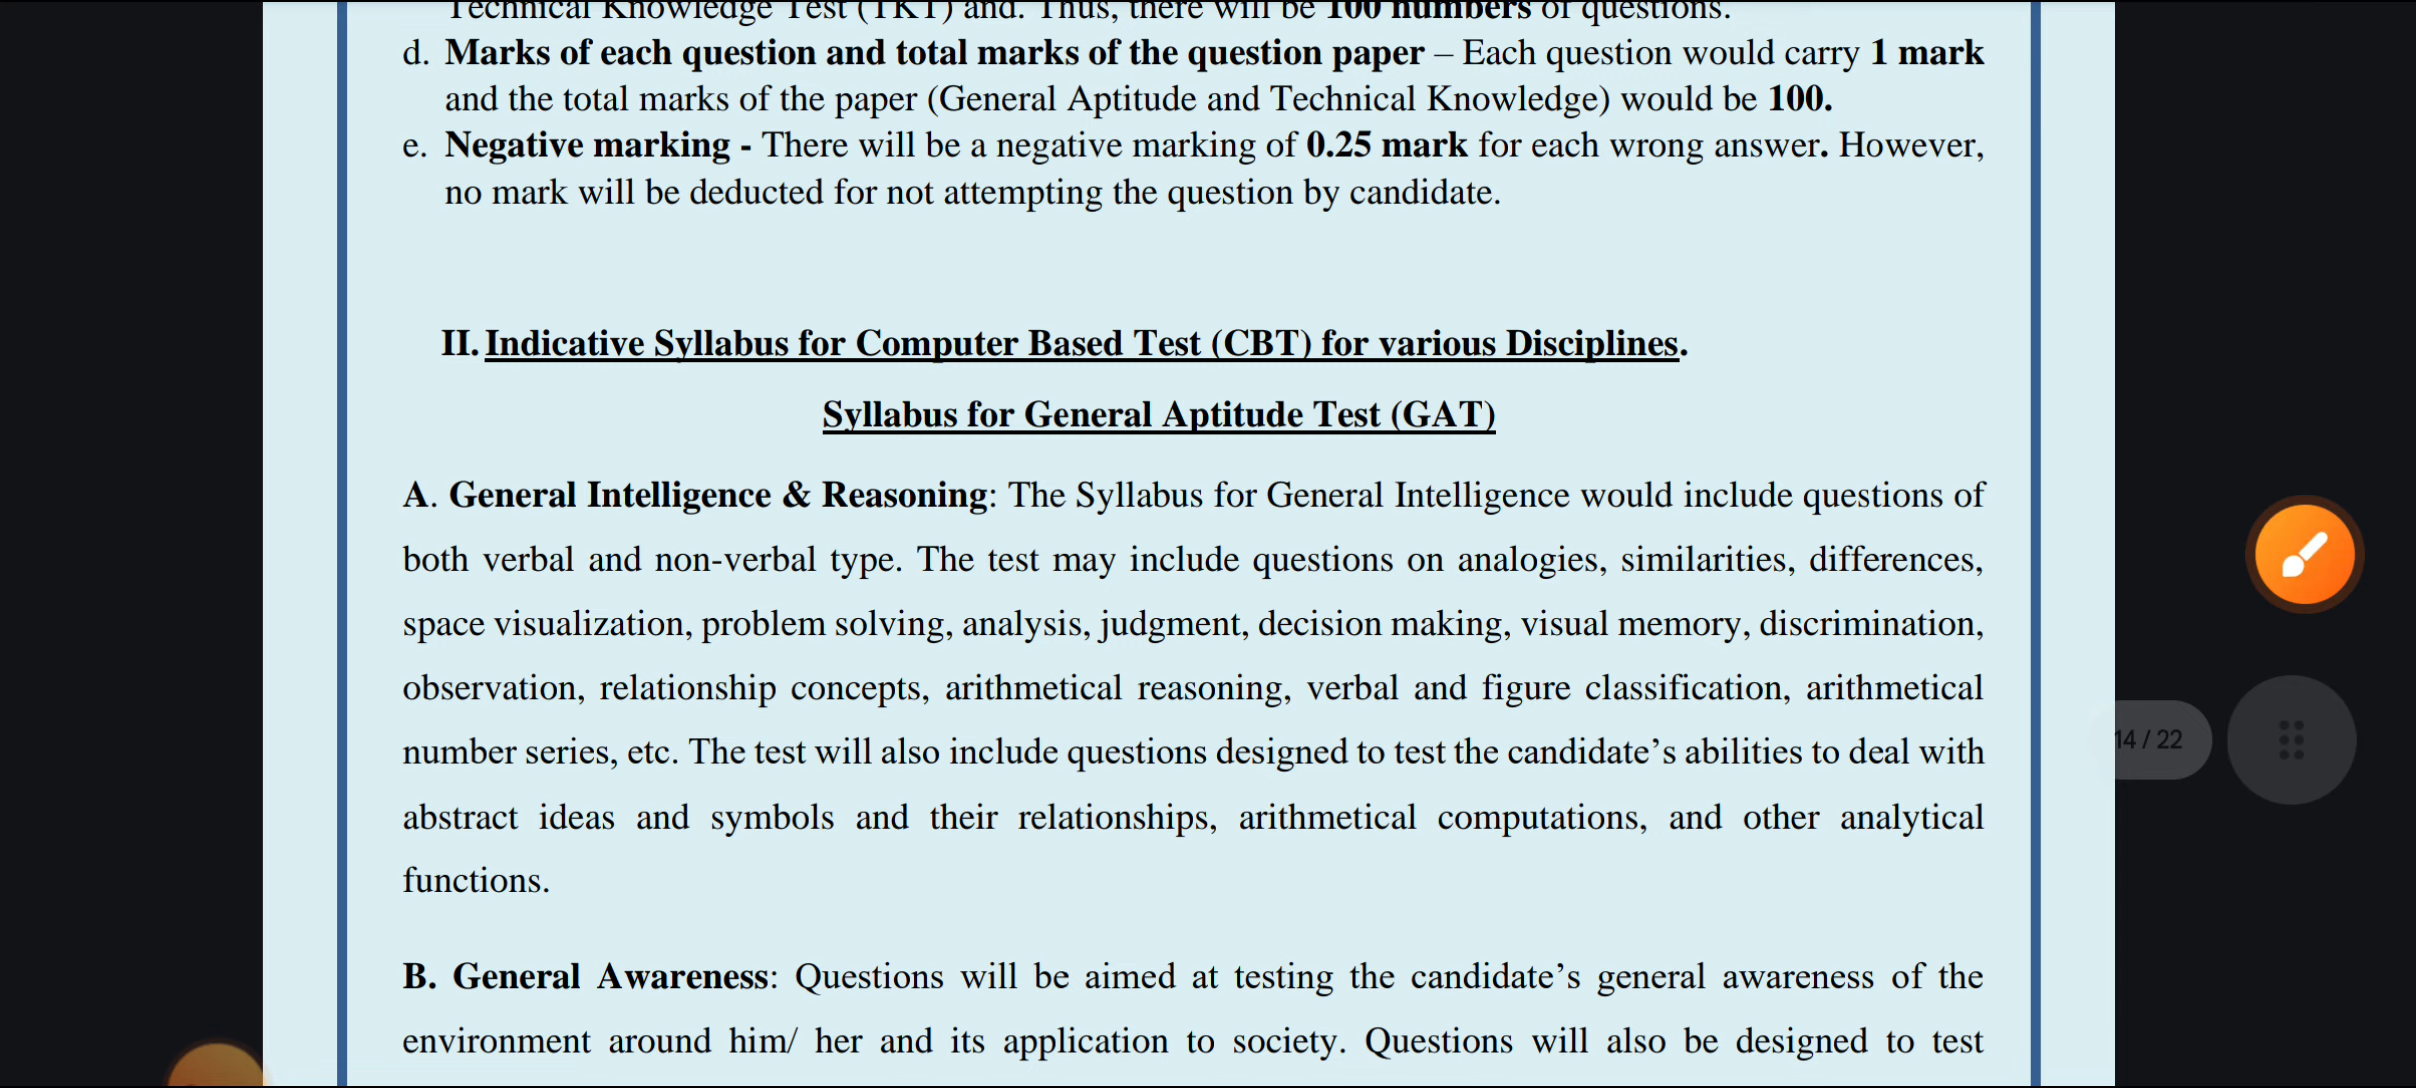 Technical Knowledge Test (TKT) and. Thus, there will be 100 numbers of questions.
d. Marks of each question and total marks of the question paper – Each question would carry 1 mark
and the total marks of the paper (General Aptitude and Technical Knowledge) would be 100.
e. Negative marking - There will be a negative marking of 0.25 mark for each wrong answer. However,
no mark will be deducted for not attempting the question by candidate.
II. Indicative Syllabus for Computer Based Test (CBT) for various Disciplines.
Syllabus for General Aptitude Test (GAT)
A. General Intelligence & Reasoning: The Syllabus for General Intelligence would include questions of
both verbal and non-verbal type. The test may include questions on analogies, similarities, differences,
space visualization, problem solving, analysis, judgment, decision making, visual memory, discrimination,
observation, relationship concepts, arithmetical reasoning, verbal and figure classification, arithmetical
number series, etc. The test will also include questions designed to test the candidate’s abilities to deal with
abstract ideas and symbols and their relationships, arithmetical computations, and other analytical
functions.
14 / 22
B. General Awareness: Questions will be aimed at testing the candidate’s general awareness of the
environment around him/ her and its application to society. Questions will also be designed to test